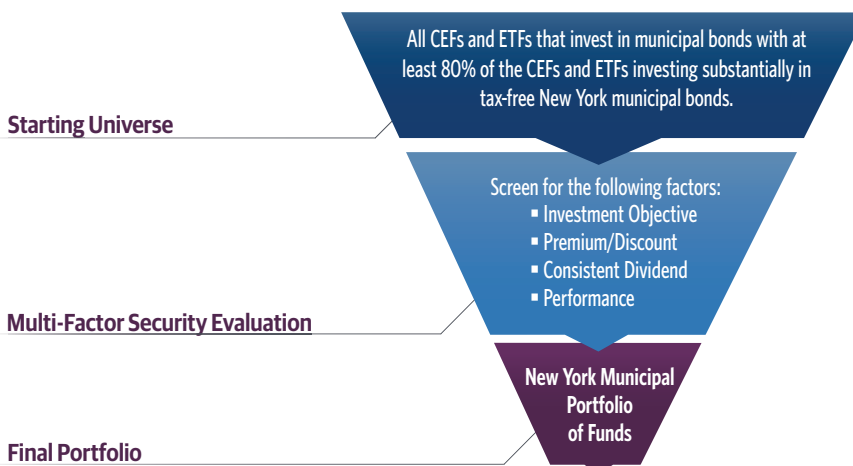 All CEFs and ETFs that invest in municipal bonds with at
least 80% of the CEFs and ETFs investing substantially in
tax-free New York municipal bonds.
Starting Universe
Screen for the following factors:
▪ Investment Objective
▪ Premium/Discount
▪ Consistent Dividend
▪ Performance
Multi-Factor Security Evaluation
New York Municipal
Portfolio
of Funds
Final Portfolio